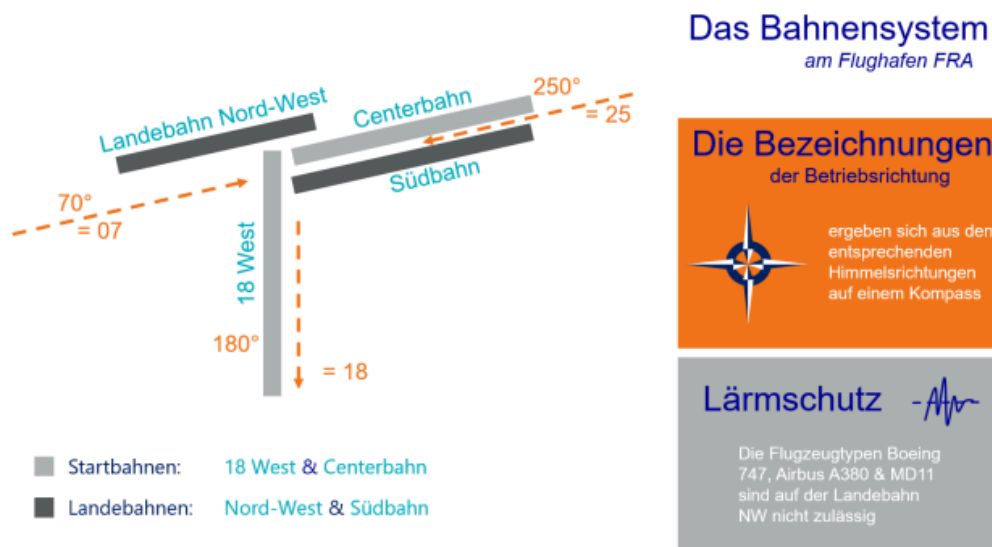 Das Bahnensystem
am Flughafen FRA
Landebahn Nord-West
Centerbahn
250°
= 25
Südbahn
70°
= 07
18 West
180°
= 18
Startbahnen: 18 West & Centerbahn
Landebahnen: Nord-West & Südbahn
Die Bezeichnungen
der Betriebsrichtung
ergeben sich aus den
entsprechenden
Himmelsrichtungen
auf einem Kompass
Lärmschutz
Die Flugzeugtypen Boeing
747, Airbus A380 & MD11
sind auf der Landebahn
NW nicht zulässig